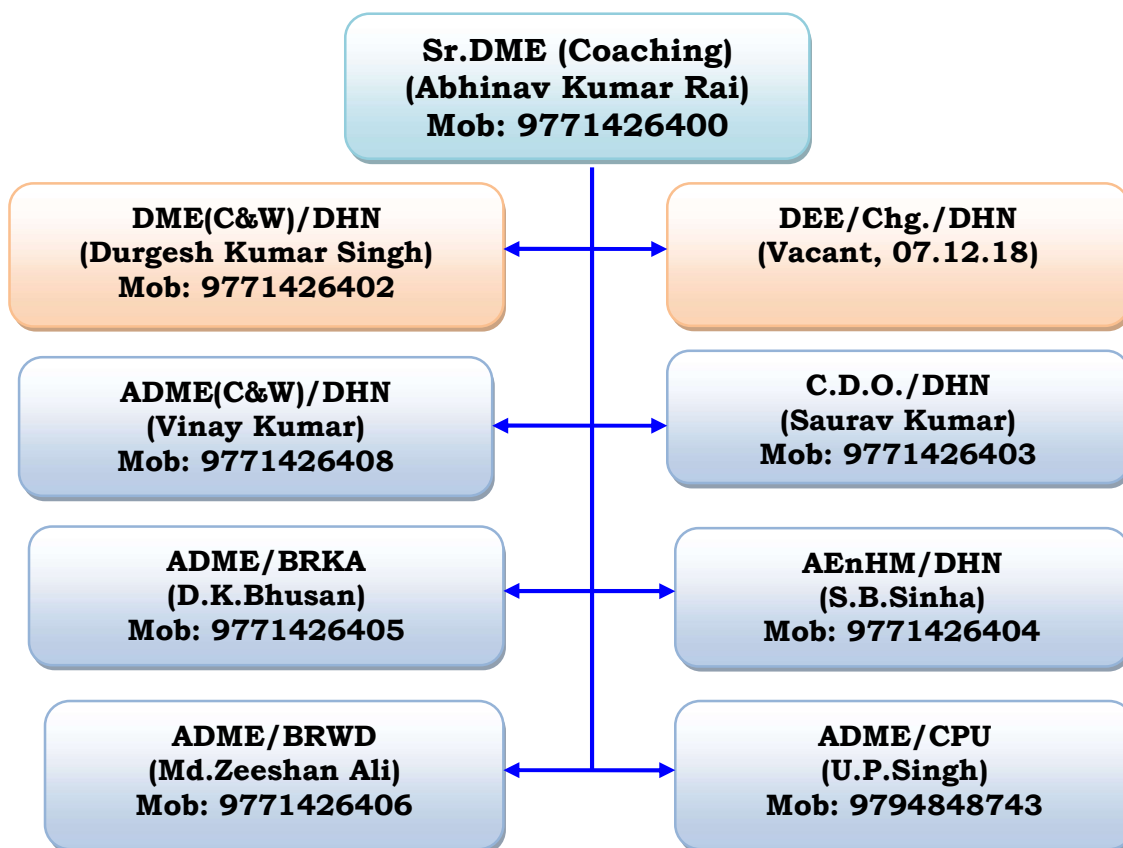 Sr.DME (Coaching)
(Abhinav Kumar Rai)
Mob: 9771426400
DME(C&W)/DHN
(Durgesh Kumar Singh)
Mob: 9771426402
DEE/Chg./DHN
(Vacant, 07.12.18)
ADME(C&W)/DHN
(Vinay Kumar)
Mob: 9771426408
C.D.O./DHN
(Saurav Kumar)
Mob: 9771426403
ADME/BRKA
(D.K.Bhusan)
Mob: 9771426405
AEnHM/DHN
(S.B.Sinha)
Mob: 9771426404
ADME/BRWD
(Md.Zeeshan Ali)
Mob: 9771426406
ADME/CPU
(U.P.Singh)
Mob: 9794848743